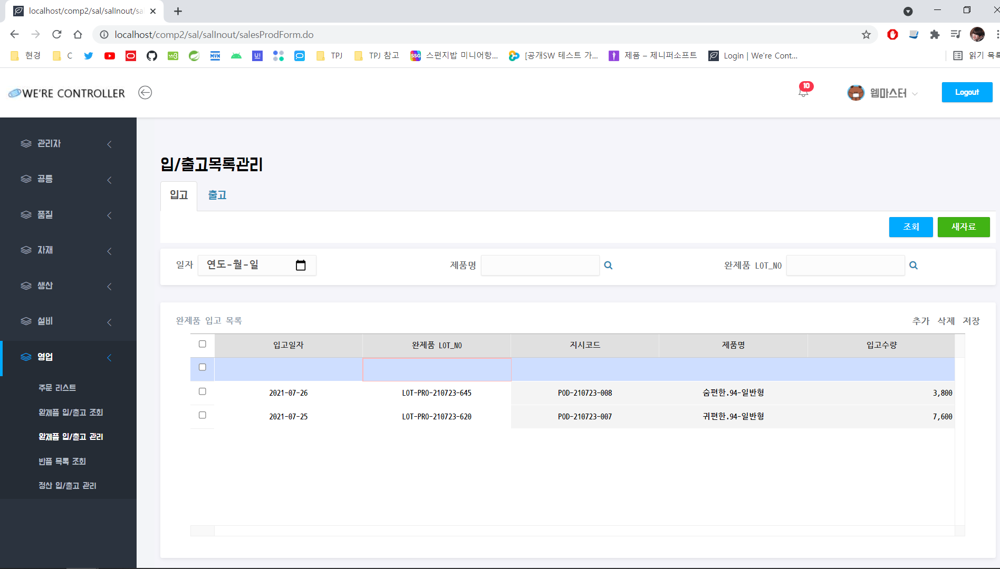 localhost/comp2/sal/salInout/sa
localhost/comp2/sal/salInout/salesProdForm.do
현경 C TPJ TPJ 참고 SSG 스펀지밥 미니어항... [공개SW 테스트 가... 제품 – 제니퍼소프트 Login | We're Cont... 읽기 목록
WE'RE CONTROLLER 10 웹마스터 Logout
관리자
공통
품질
자재
생산
설비
영업
주문 리스트
완제품 입/출고 조회
완제품 입/출고 관리
반품 목록 조회
정산 입/출고 관리
입/출고목록관리
입고 출고
조회 새자료
일자 연도-월-일 제품명 완제품 LOT_NO
완제품 입고 목록 추가 삭제 저장
입고일자 완제품 LOT_NO 지시코드 제품명 입고수량
2021-07-26 LOT-PRO-210723-645 POD-210723-008 숨편한.94-일반형 3,800
2021-07-25 LOT-PRO-210723-620 POD-210723-007 귀편한.94-일반형 7,600